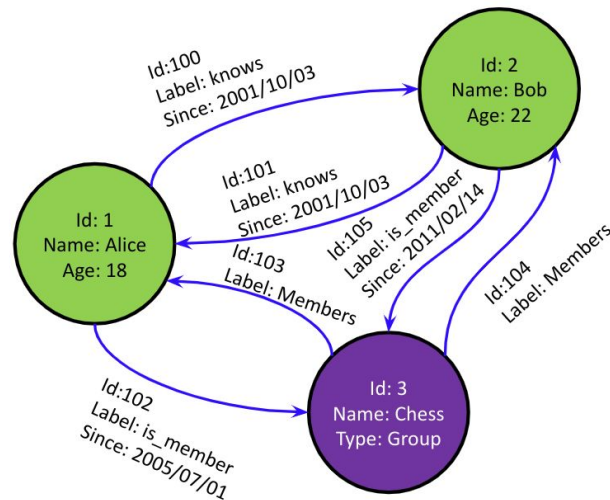 Id:100
Label: knows
Since: 2001/10/03
Id: 2
Name: Bob
Age: 22
Id:101
Label: knows
Since: 2001/10/03
Id: 1
Name: Alice
Age: 18
Id:105
Label: is_member
Since: 2011/02/14
Id:103
Label: Members
Id:104
Label: Members
Id:102
Label: is_member
Since: 2005/07/01
Id: 3
Name: Chess
Type: Group